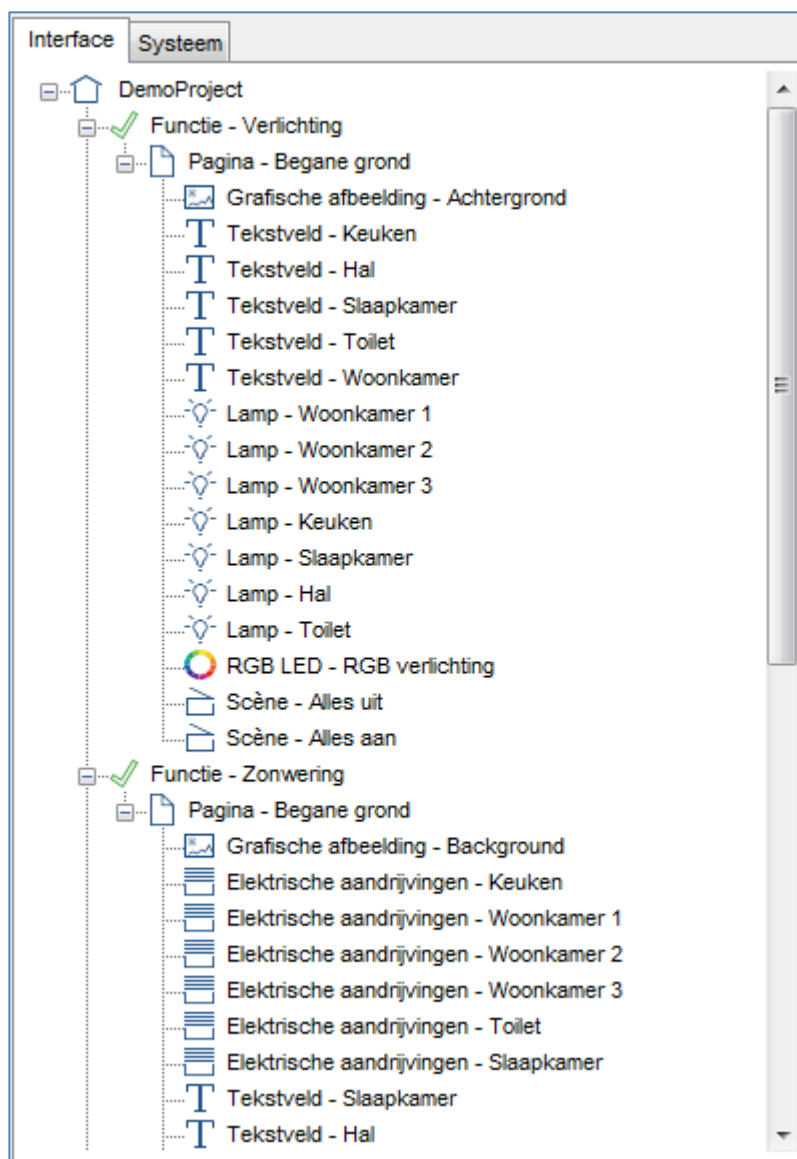 Interface Systeem
DemoProject
Functie - Verlichting
Pagina - Begane grond
Grafische afbeelding - Achtergrond
Tekstveld - Keuken
Tekstveld - Hal
Tekstveld - Slaapkamer
Tekstveld - Toilet
Tekstveld - Woonkamer
Lamp - Woonkamer 1
Lamp - Woonkamer 2
Lamp - Woonkamer 3
Lamp - Keuken
Lamp - Slaapkamer
Lamp - Hal
Lamp - Toilet
RGB LED - RGB verlichting
Scène - Alles uit
Scène - Alles aan
Functie - Zonwering
Pagina - Begane grond
Grafische afbeelding - Background
Elektrische aandrijvingen - Keuken
Elektrische aandrijvingen - Woonkamer 1
Elektrische aandrijvingen - Woonkamer 2
Elektrische aandrijvingen - Woonkamer 3
Elektrische aandrijvingen - Toilet
Elektrische aandrijvingen - Slaapkamer
Tekstveld - Slaapkamer
Tekstveld - Hal